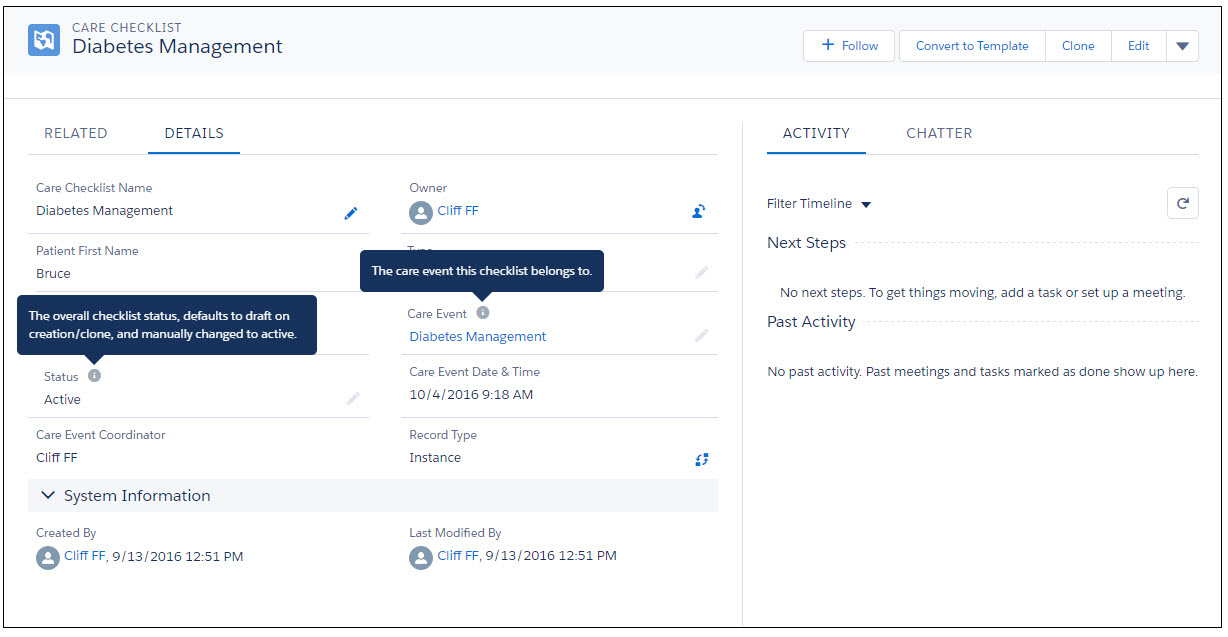 CARE CHECKLIST
Diabetes Management
Follow
Convert to Template
Clone
Edit
RELATED
DETAILS
Care Checklist Name
Diabetes Management
Owner
Cliff FF
Patient First Name
Bruce
The care event this checklist belongs to.
The overall checklist status, defaults to draft on
creation/clone, and manually changed to active.
Care Event
Diabetes Management
Status
Active
Care Event Date & Time
10/4/2016 9:18 AM
Care Event Coordinator
Cliff FF
Record Type
Instance
System Information
Created By
Cliff FF, 9/13/2016 12:51 PM
Last Modified By
Cliff FF, 9/13/2016 12:51 PM
ACTIVITY
CHATTER
Filter Timeline
Next Steps
No next steps. To get things moving, add a task or set up a meeting.
Past Activity
No past activity. Past meetings and tasks marked as done show up here.